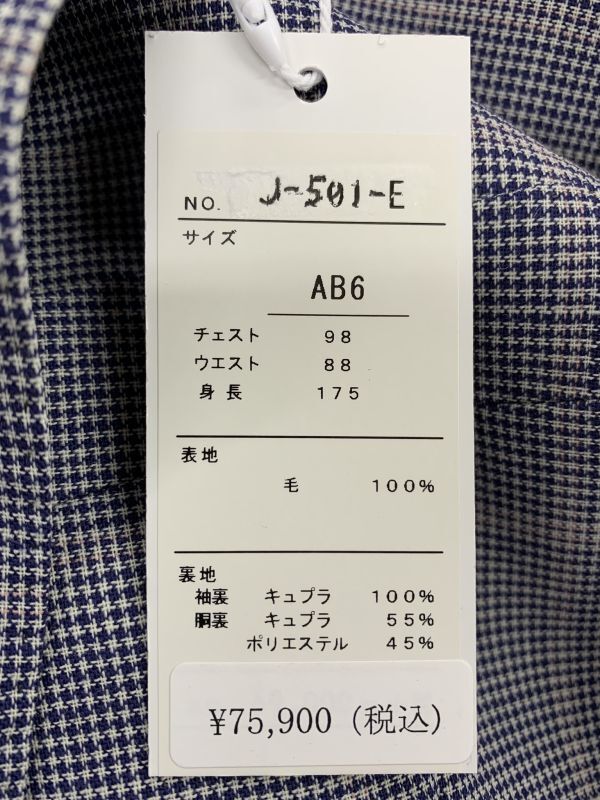 NO. J-501-E
サイズ
AB6
チェスト 98
ウエスト 88
身長 175
表地
毛 100%
裏地
袖裏 キュプラ 100%
胴裏 キュプラ 55%
ポリエステル 45%
¥75,900 (税込)